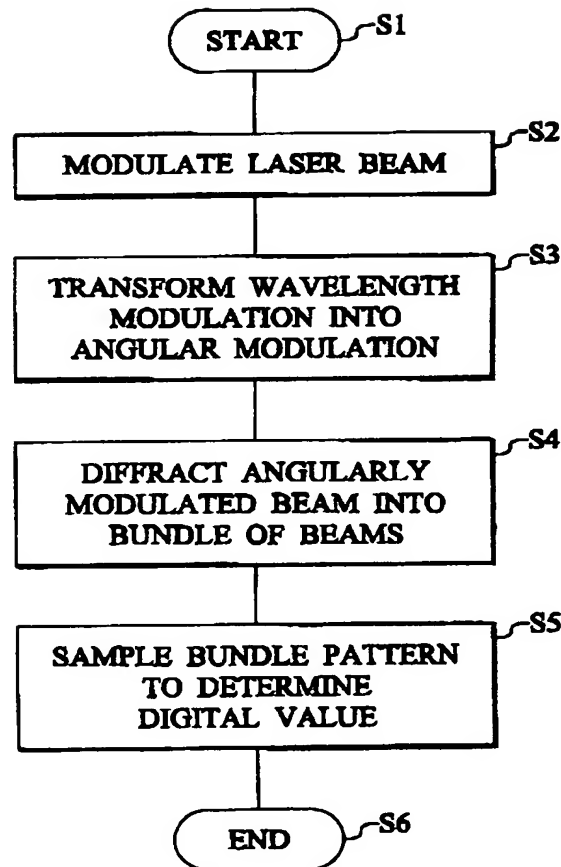 START
S1
S2
MODULATE LASER BEAM
S3
TRANSFORM WAVELENGTH
MODULATION INTO
ANGULAR MODULATION
S4
DIFFRACT ANGULARLY
MODULATED BEAM INTO
BUNDLE OF BEAMS
S5
SAMPLE BUNDLE PATTERN
TO DETERMINE
DIGITAL VALUE
END
S6